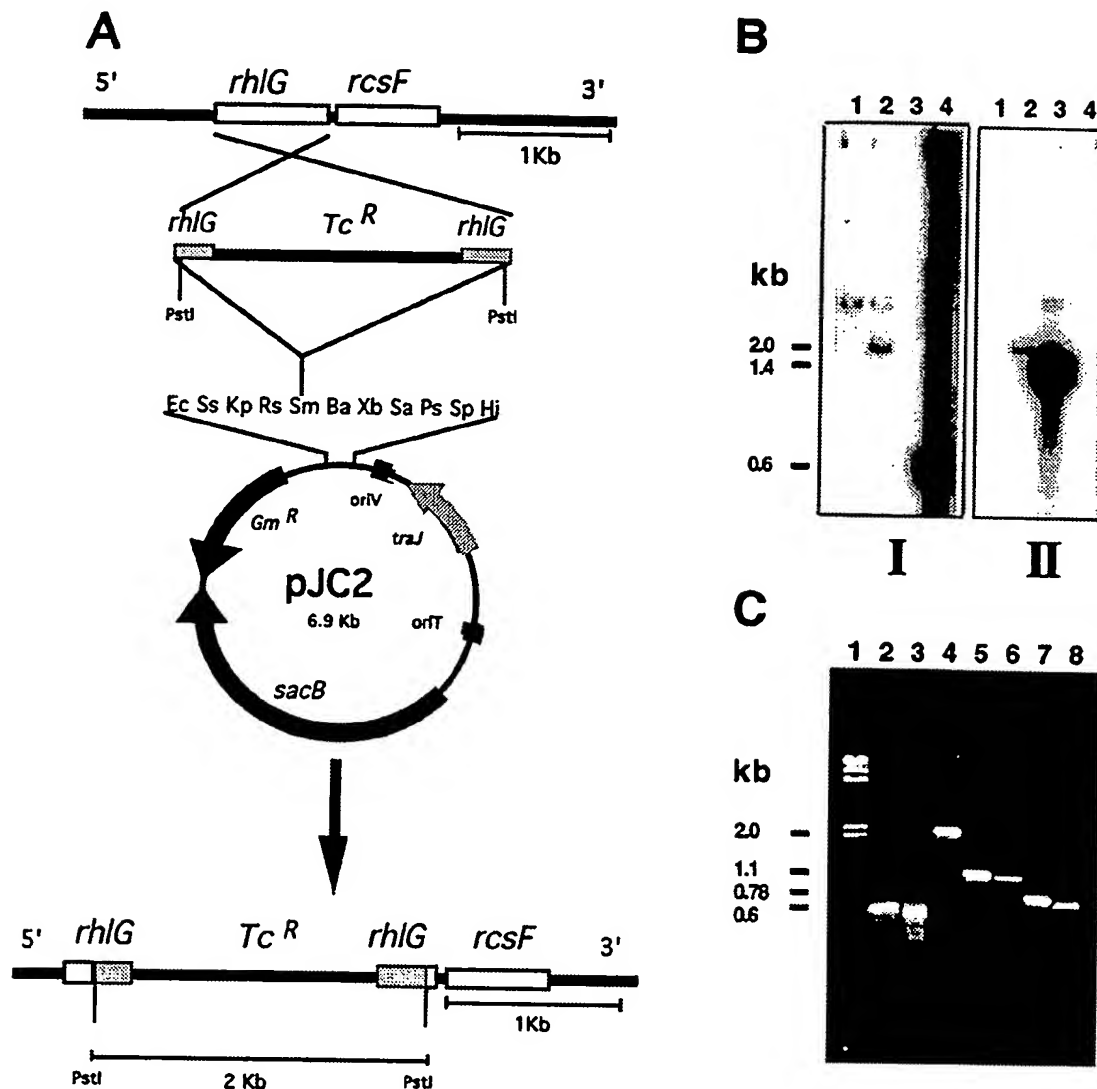 A
5' rhlG rcsF 3'
1Kb
rhlG Tc R rhlG
PstI PstI
Ec Ss Kp Rs Sm Ba Xb Sa Ps Sp Hi
oriV
Gm R
traJ
pJC2
6.9 Kb
oriT
sacB
5' rhlG Tc R rhlG rcsF 3'
1Kb
PstI 2 Kb PstI
B
1 2 3 4 1 2 3 4
kb
2.0
1.4
0.6
I II
C
1 2 3 4 5 6 7 8
kb
2.0
1.1
0.78
0.6